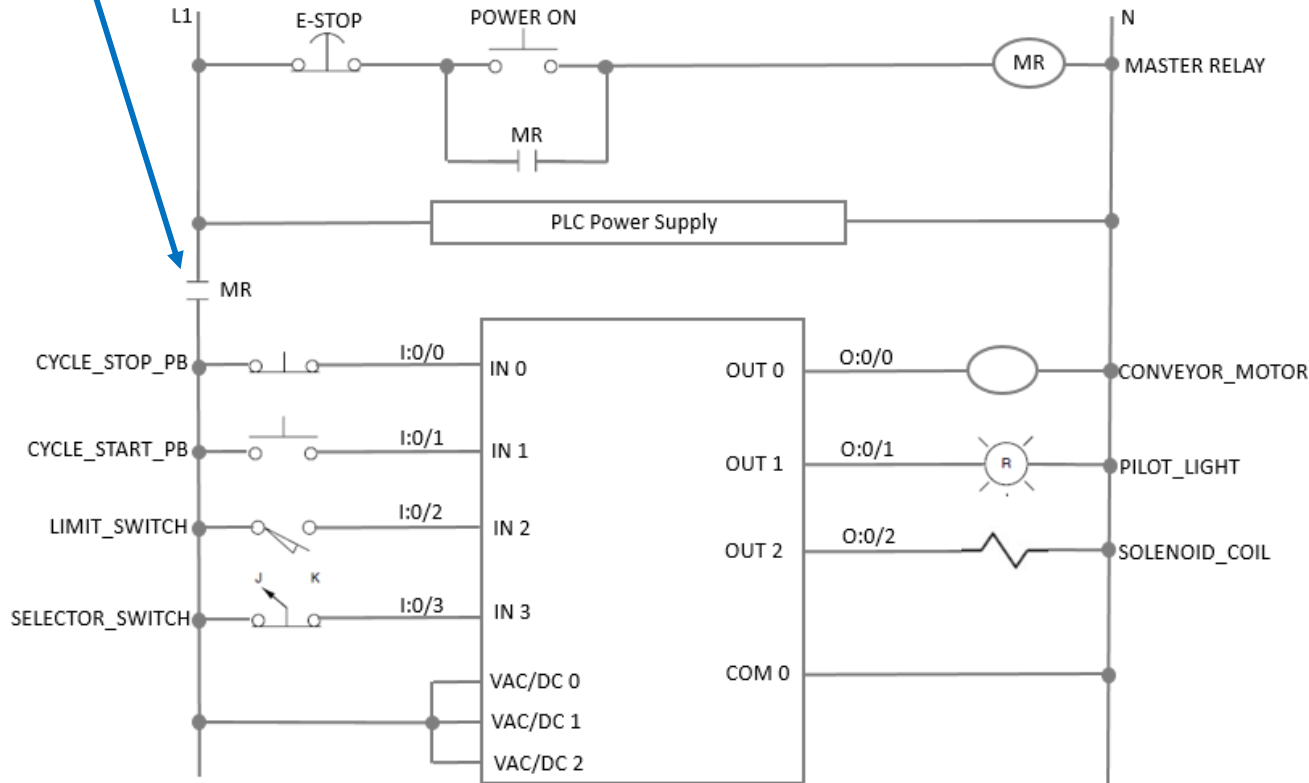 L1
E-STOP
POWER ON
N
MR
MASTER RELAY
MR
PLC Power Supply
MR
CYCLE_STOP_PB
I:0/0
IN 0
OUT 0
O:0/0
CONVEYOR_MOTOR
CYCLE_START_PB
I:0/1
IN 1
OUT 1
O:0/1
R
PILOT_LIGHT
LIMIT_SWITCH
I:0/2
IN 2
OUT 2
O:0/2
SOLENOID_COIL
J K
SELECTOR_SWITCH
I:0/3
IN 3
VAC/DC 0
COM 0
VAC/DC 1
VAC/DC 2